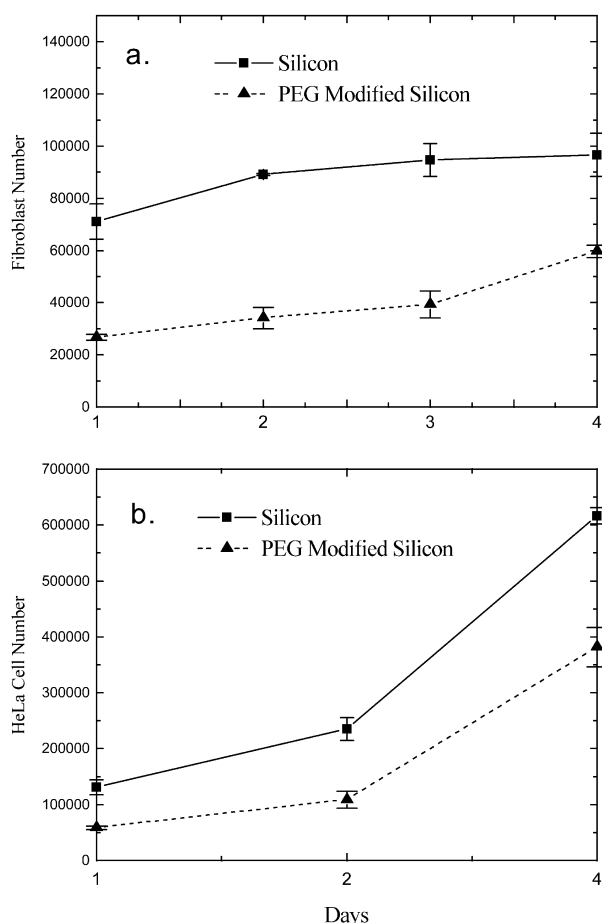 a.
Silicon
PEG Modified Silicon
140000
120000
100000
80000
60000
40000
20000
0
Fibroblast Number
1 2 3 4
b.
Silicon
PEG Modified Silicon
700000
600000
500000
400000
300000
200000
100000
0
HeLa Cell Number
1 2 4
Days